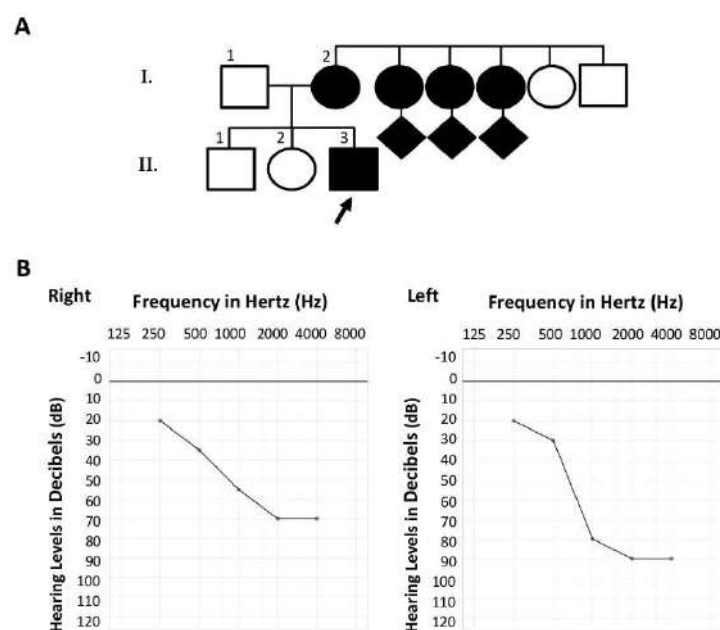 A
1
2
I.
1
2
3
II.
B
Right
Frequency in Hertz (Hz)
125 250 500 1000 2000 4000 8000
Hearing Levels in Decibels (dB)
-10
0
10
20
30
40
50
60
70
80
90
100
110
120
Left
Frequency in Hertz (Hz)
125 250 500 1000 2000 4000 8000
Hearing Levels in Decibels (dB)
-10
0
10
20
30
40
50
60
70
80
90
100
110
120